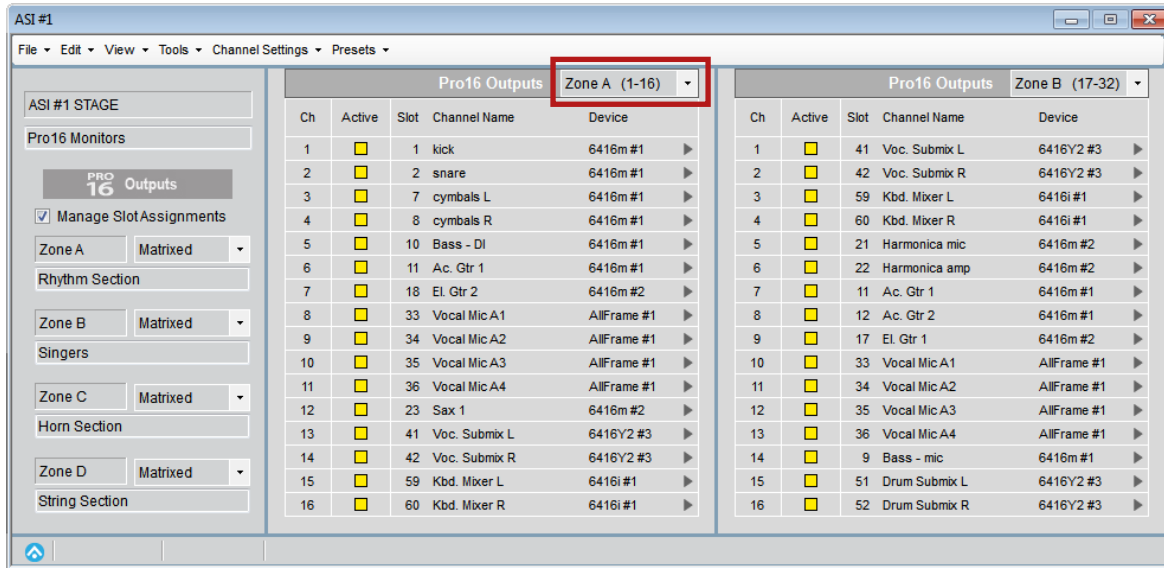 ASI #1
File Edit View Tools Channel Settings Presets
ASI #1 STAGE
Pro16 Monitors
PRO 16 Outputs
Manage Slot Assignments
Zone A Matrixed
Rhythm Section
Zone B Matrixed
Singers
Zone C Matrixed
Horn Section
Zone D Matrixed
String Section
Pro16 Outputs Zone A (1-16)
Ch Active Slot Channel Name Device
1 1 kick 6416m #1
2 2 snare 6416m #1
3 7 cymbals L 6416m #1
4 8 cymbals R 6416m #1
5 10 Bass - DI 6416m #1
6 11 Ac. Gtr 1 6416m #1
7 18 El. Gtr 2 6416m #2
8 33 Vocal Mic A1 AllFrame #1
9 34 Vocal Mic A2 AllFrame #1
10 35 Vocal Mic A3 AllFrame #1
11 36 Vocal Mic A4 AllFrame #1
12 23 Sax 1 6416m #2
13 41 Voc. Submix L 6416Y2 #3
14 42 Voc. Submix R 6416Y2 #3
15 59 Kbd. Mixer L 6416i #1
16 60 Kbd. Mixer R 6416i #1
Pro16 Outputs Zone B (17-32)
Ch Active Slot Channel Name Device
1 41 Voc. Submix L 6416Y2 #3
2 42 Voc. Submix R 6416Y2 #3
3 59 Kbd. Mixer L 6416i #1
4 60 Kbd. Mixer R 6416i #1
5 21 Harmonica mic 6416m #2
6 22 Harmonica amp 6416m #2
7 11 Ac. Gtr 1 6416m #1
8 12 Ac. Gtr 2 6416m #1
9 17 El. Gtr 1 6416m #2
10 33 Vocal Mic A1 AllFrame #1
11 34 Vocal Mic A2 AllFrame #1
12 35 Vocal Mic A3 AllFrame #1
13 36 Vocal Mic A4 AllFrame #1
14 9 Bass - mic 6416m #1
15 51 Drum Submix L 6416Y2 #3
16 52 Drum Submix R 6416Y2 #3